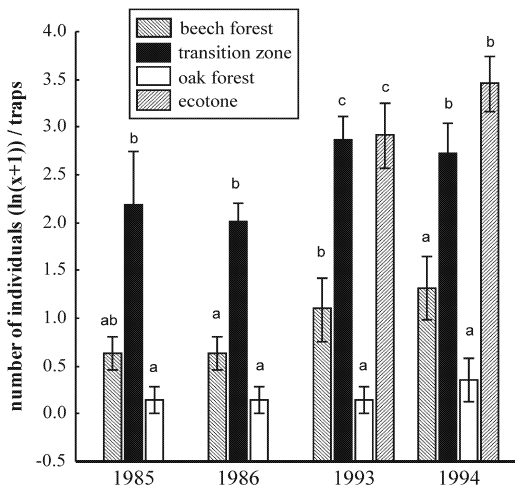 beech forest
transition zone
oak forest
ecotone
number of individuals (ln(x+1)) / traps
4.0
3.5
3.0
2.5
2.0
1.5
1.0
0.5
0.0
-0.5
ab b a
a b a
b c a c
a b a b
1985 1986 1993 1994